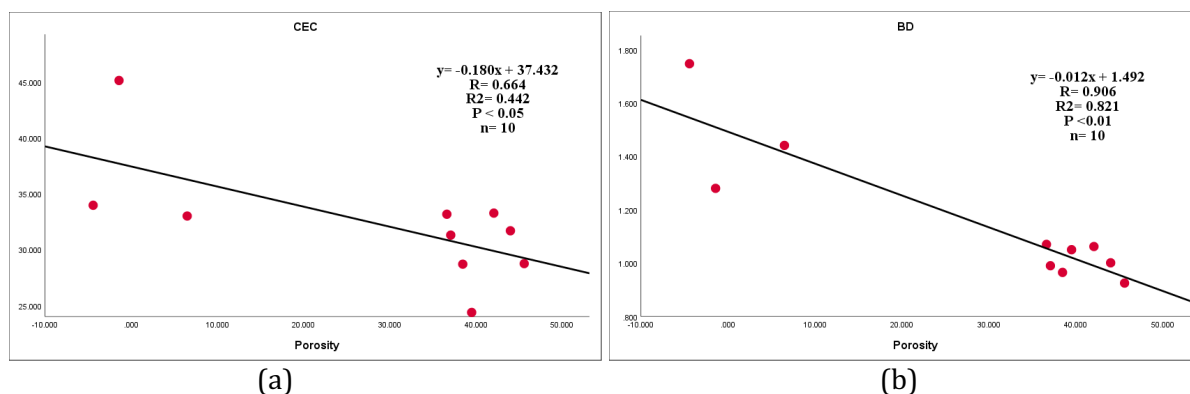 CEC
y= -0.180x + 37.432
R= 0.664
R2= 0.442
P < 0.05
n= 10
45.000
40.000
35.000
30.000
25.000
-10.000 .000 10.000 20.000 30.000 40.000 50.000
Porosity
(a)
BD
y= -0.012x + 1.492
R= 0.906
R2= 0.821
P <0.01
n= 10
1.800
1.600
1.400
1.200
1.000
.800
-10.000 .000 10.000 20.000 30.000 40.000 50.000
Porosity
(b)